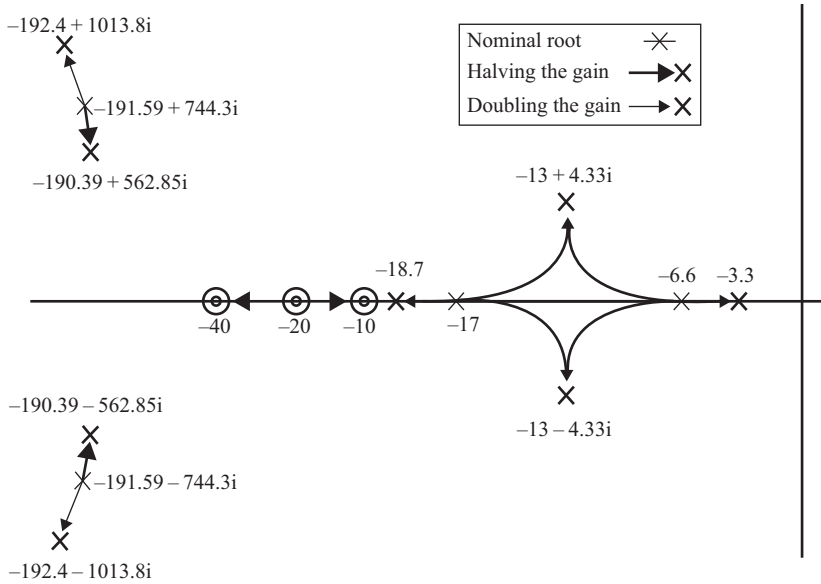 −192.4 + 1013.8i
−191.59 + 744.3i
−190.39 + 562.85i
Nominal root
Halving the gain
Doubling the gain
−13 + 4.33i
−18.7
−6.6
−3.3
−40
−20
−10
−17
−13 − 4.33i
−190.39 − 562.85i
−191.59 − 744.3i
−192.4 − 1013.8i